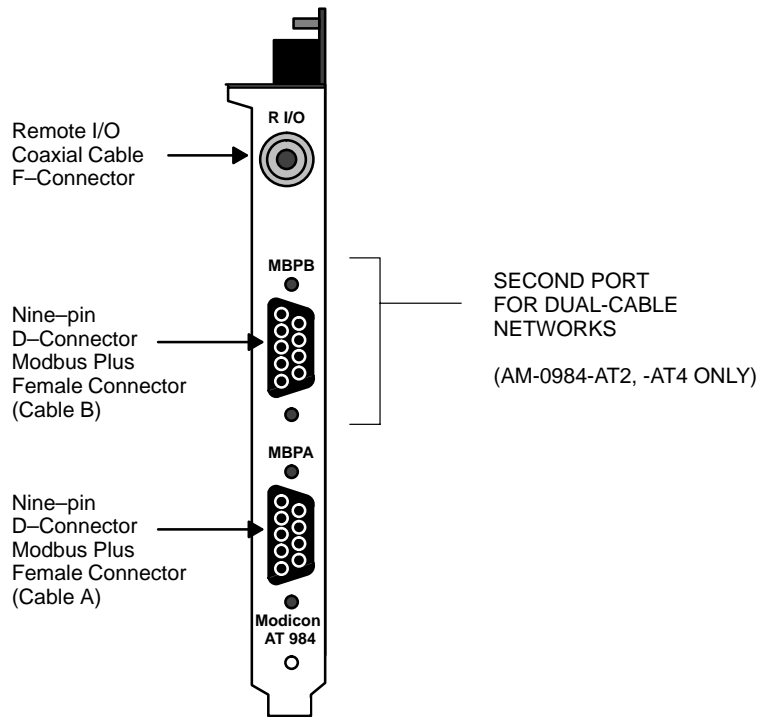 R I/O
Remote I/O
Coaxial Cable
F–Connector
MBPB
SECOND PORT
FOR DUAL-CABLE
NETWORKS
(AM-0984-AT2, -AT4 ONLY)
Nine–pin
D–Connector
Modbus Plus
Female Connector
(Cable B)
MBPA
Nine–pin
D–Connector
Modbus Plus
Female Connector
(Cable A)
Modicon
AT 984